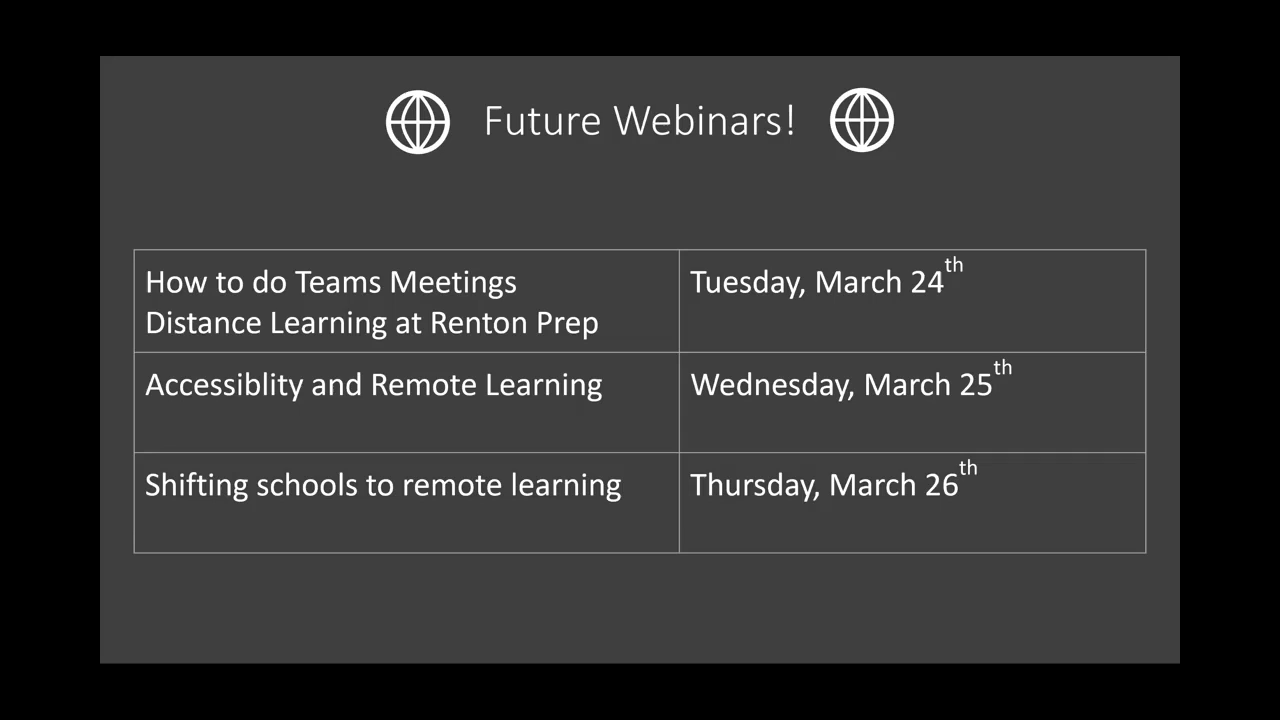 Future Webinars!
How to do Teams Meetings
Distance Learning at Renton Prep
Tuesday, March 24th
Accessiblity and Remote Learning
Wednesday, March 25th
Shifting schools to remote learning
Thursday, March 26th